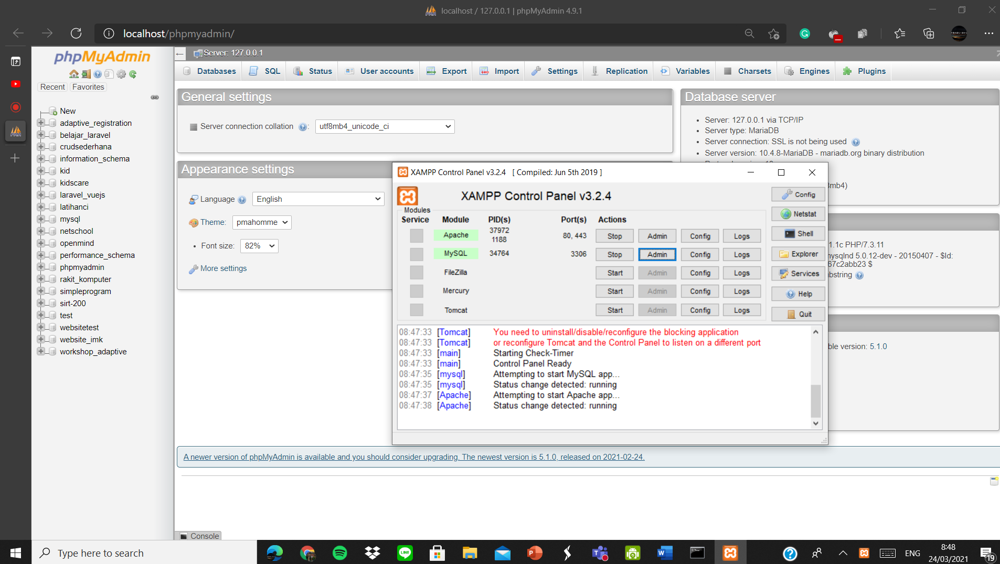 localhost / 127.0.0.1 | phpMyAdmin 4.9.1
localhost/phpmyadmin/
phpMyAdmin
Recent Favorites
New
adaptive_registration
belajar_laravel
crudsederhana
information_schema
kid
kidscare
laravel_vuejs
latihanci
mysql
netschool
openmind
performance_schema
phpmyadmin
rakit_komputer
simpleprogram
sirt-200
test
websitetest
website_imk
workshop_adaptive
Server: 127.0.0.1
Databases SQL Status User accounts Export Import Settings Replication Variables Charsets Engines Plugins
General settings
Server connection collation : utf8mb4_unicode_ci
Appearance settings
Language English
Theme: pmahomme
• Font size: 82%
More settings
Database server
• Server: 127.0.0.1 via TCP/IP
• Server type: MariaDB
• Server connection: SSL is not being used
• Server version: 10.4.8-MariaDB - mariadb.org binary distribution
3mb4)
1.1c PHP/7.3.11
nysqlnd 5.0.12-dev - 20150407 - $Id:
67c2abb23 $
bstring
ble version: 5.1.0
XAMPP Control Panel v3.2.4 [ Compiled: Jun 5th 2019 ]
XAMPP Control Panel v3.2.4
Modules
Service Module PID(s) Port(s) Actions
Apache 37972 1188 80, 443 Stop Admin Config Logs
MySQL 34764 3306 Stop Admin Config Logs
FileZilla Start Admin Config Logs
Mercury Start Admin Config Logs
Tomcat Start Admin Config Logs
Config
Netstat
Shell
Explorer
Services
Help
Quit
08:47:33 [Tomcat] You need to uninstall/disable/reconfigure the blocking application
08:47:33 [Tomcat] or reconfigure Tomcat and the Control Panel to listen on a different port
08:47:33 [main] Starting Check-Timer
08:47:33 [main] Control Panel Ready
08:47:35 [mysql] Attempting to start MySQL app...
08:47:35 [mysql] Status change detected: running
08:47:37 [Apache] Attempting to start Apache app...
08:47:38 [Apache] Status change detected: running
A newer version of phpMyAdmin is available and you should consider upgrading. The newest version is 5.1.0, released on 2021-02-24.
Console
Type here to search
LINE
ENG
8:48
24/03/2021
19